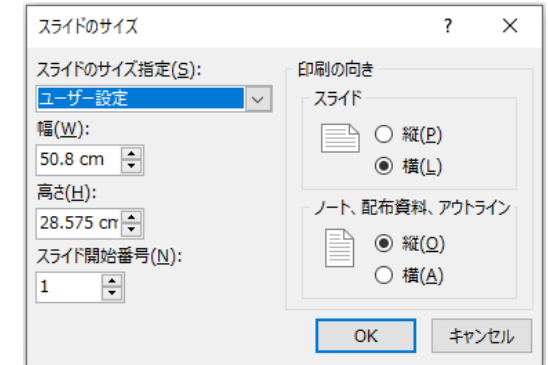 スライドのサイズ ? ×
スライドのサイズ指定(S):
ユーザー設定
幅(W):
50.8 cm
高さ(H):
28.575 cm
スライド開始番号(N):
1
印刷の向き
スライド
縦(P)
横(L)
ノート、配布資料、アウトライン
縦(O)
横(A)
OK キャンセル